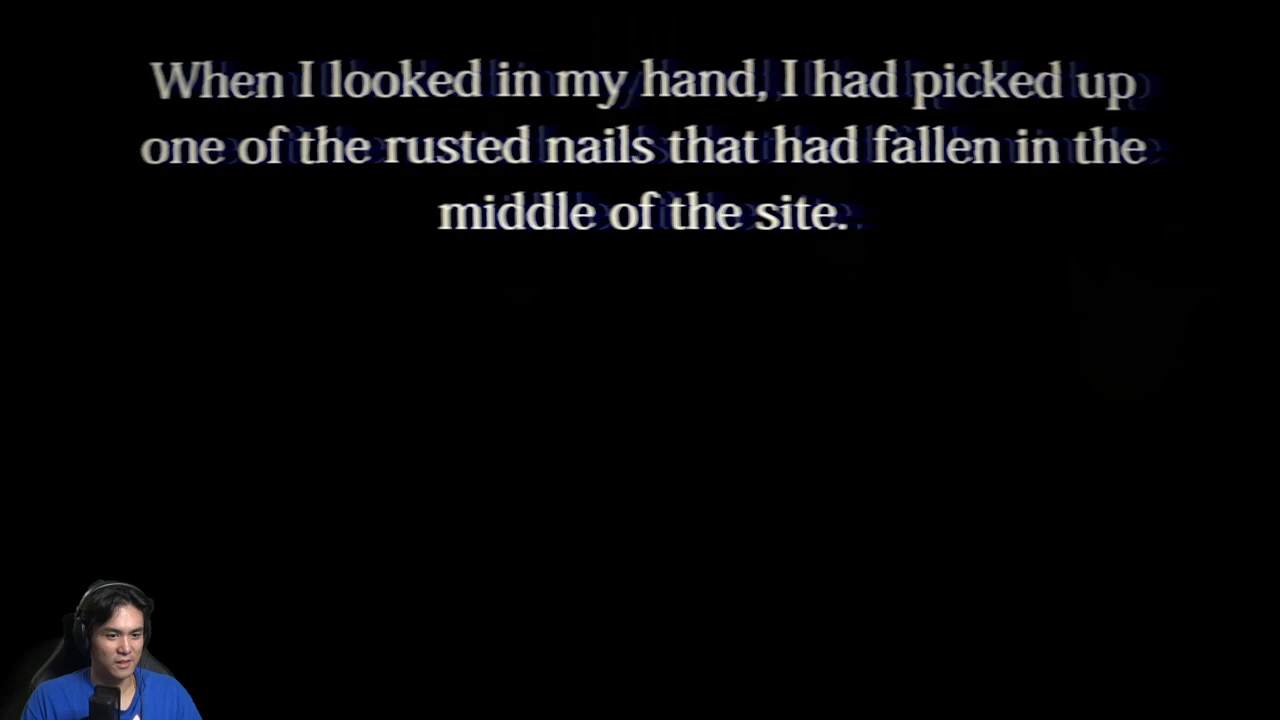 When I looked in my hand, I had picked up
one of the rusted nails that had fallen in the
middle of the site.